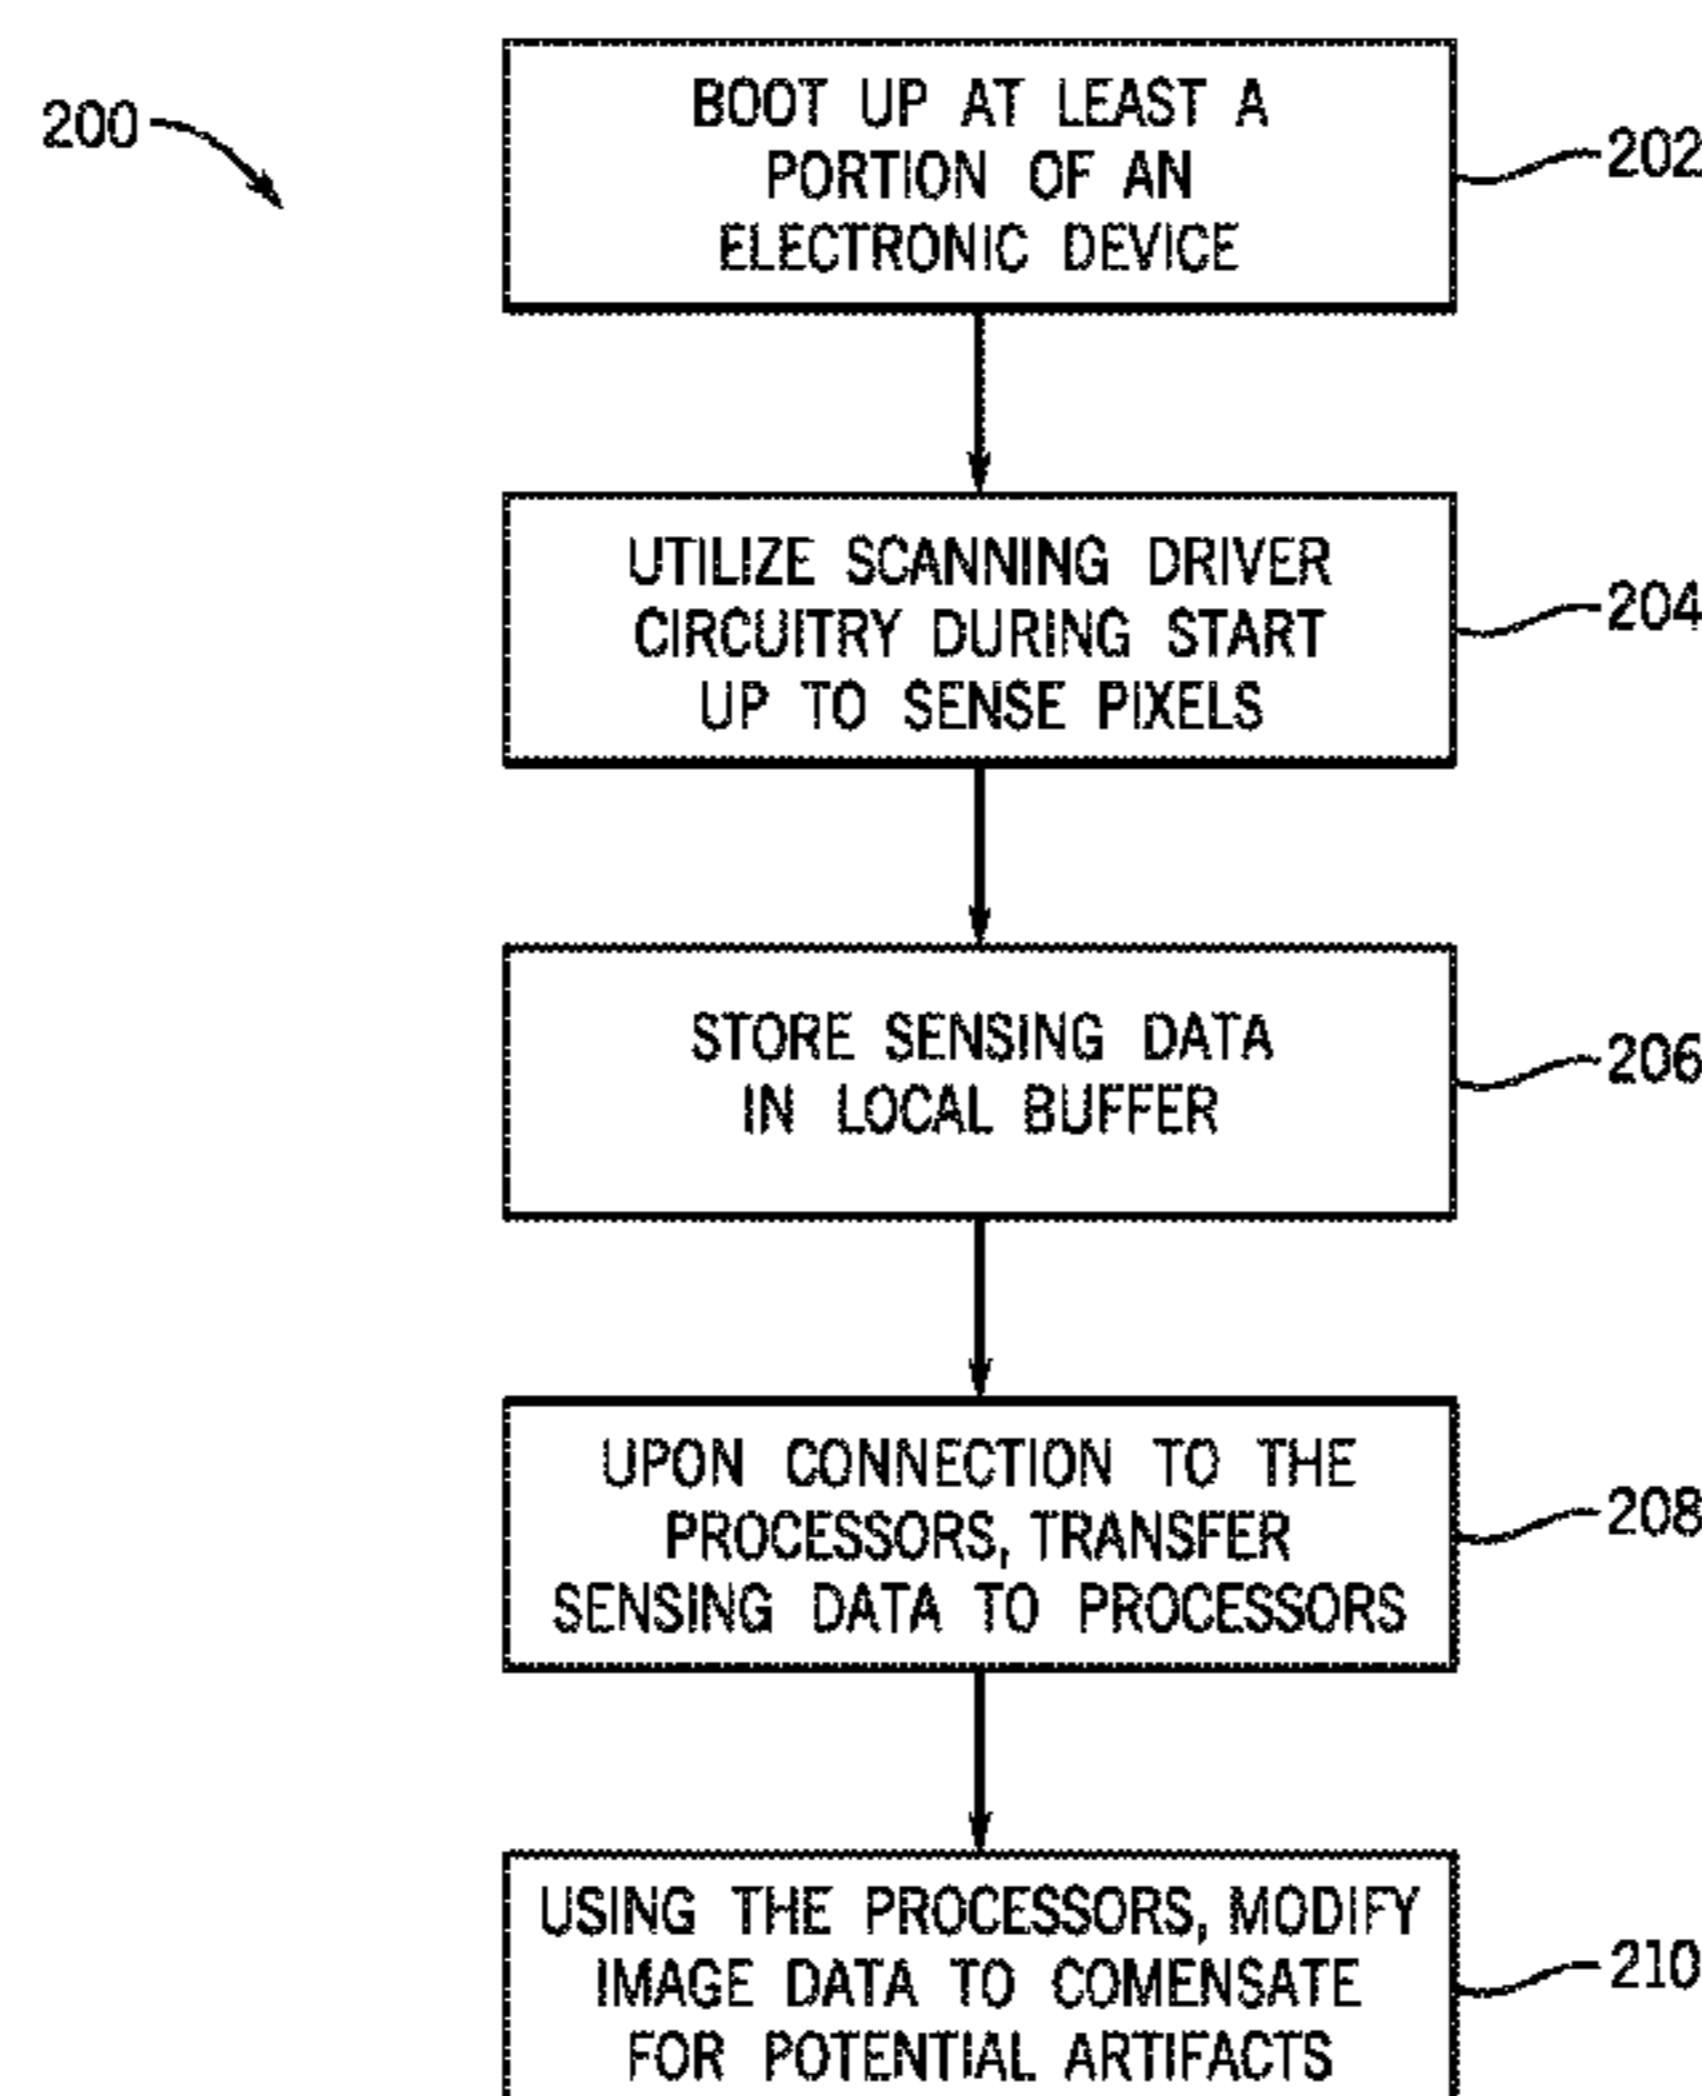 200
BOOT UP AT LEAST A
PORTION OF AN
ELECTRONIC DEVICE
202
UTILIZE SCANNING DRIVER
CIRCUITRY DURING START
UP TO SENSE PIXELS
204
STORE SENSING DATA
IN LOCAL BUFFER
206
UPON CONNECTION TO THE
PROCESSORS, TRANSFER
SENSING DATA TO PROCESSORS
208
USING THE PROCESSORS, MODIFY
IMAGE DATA TO COMENSATE
FOR POTENTIAL ARTIFACTS
210